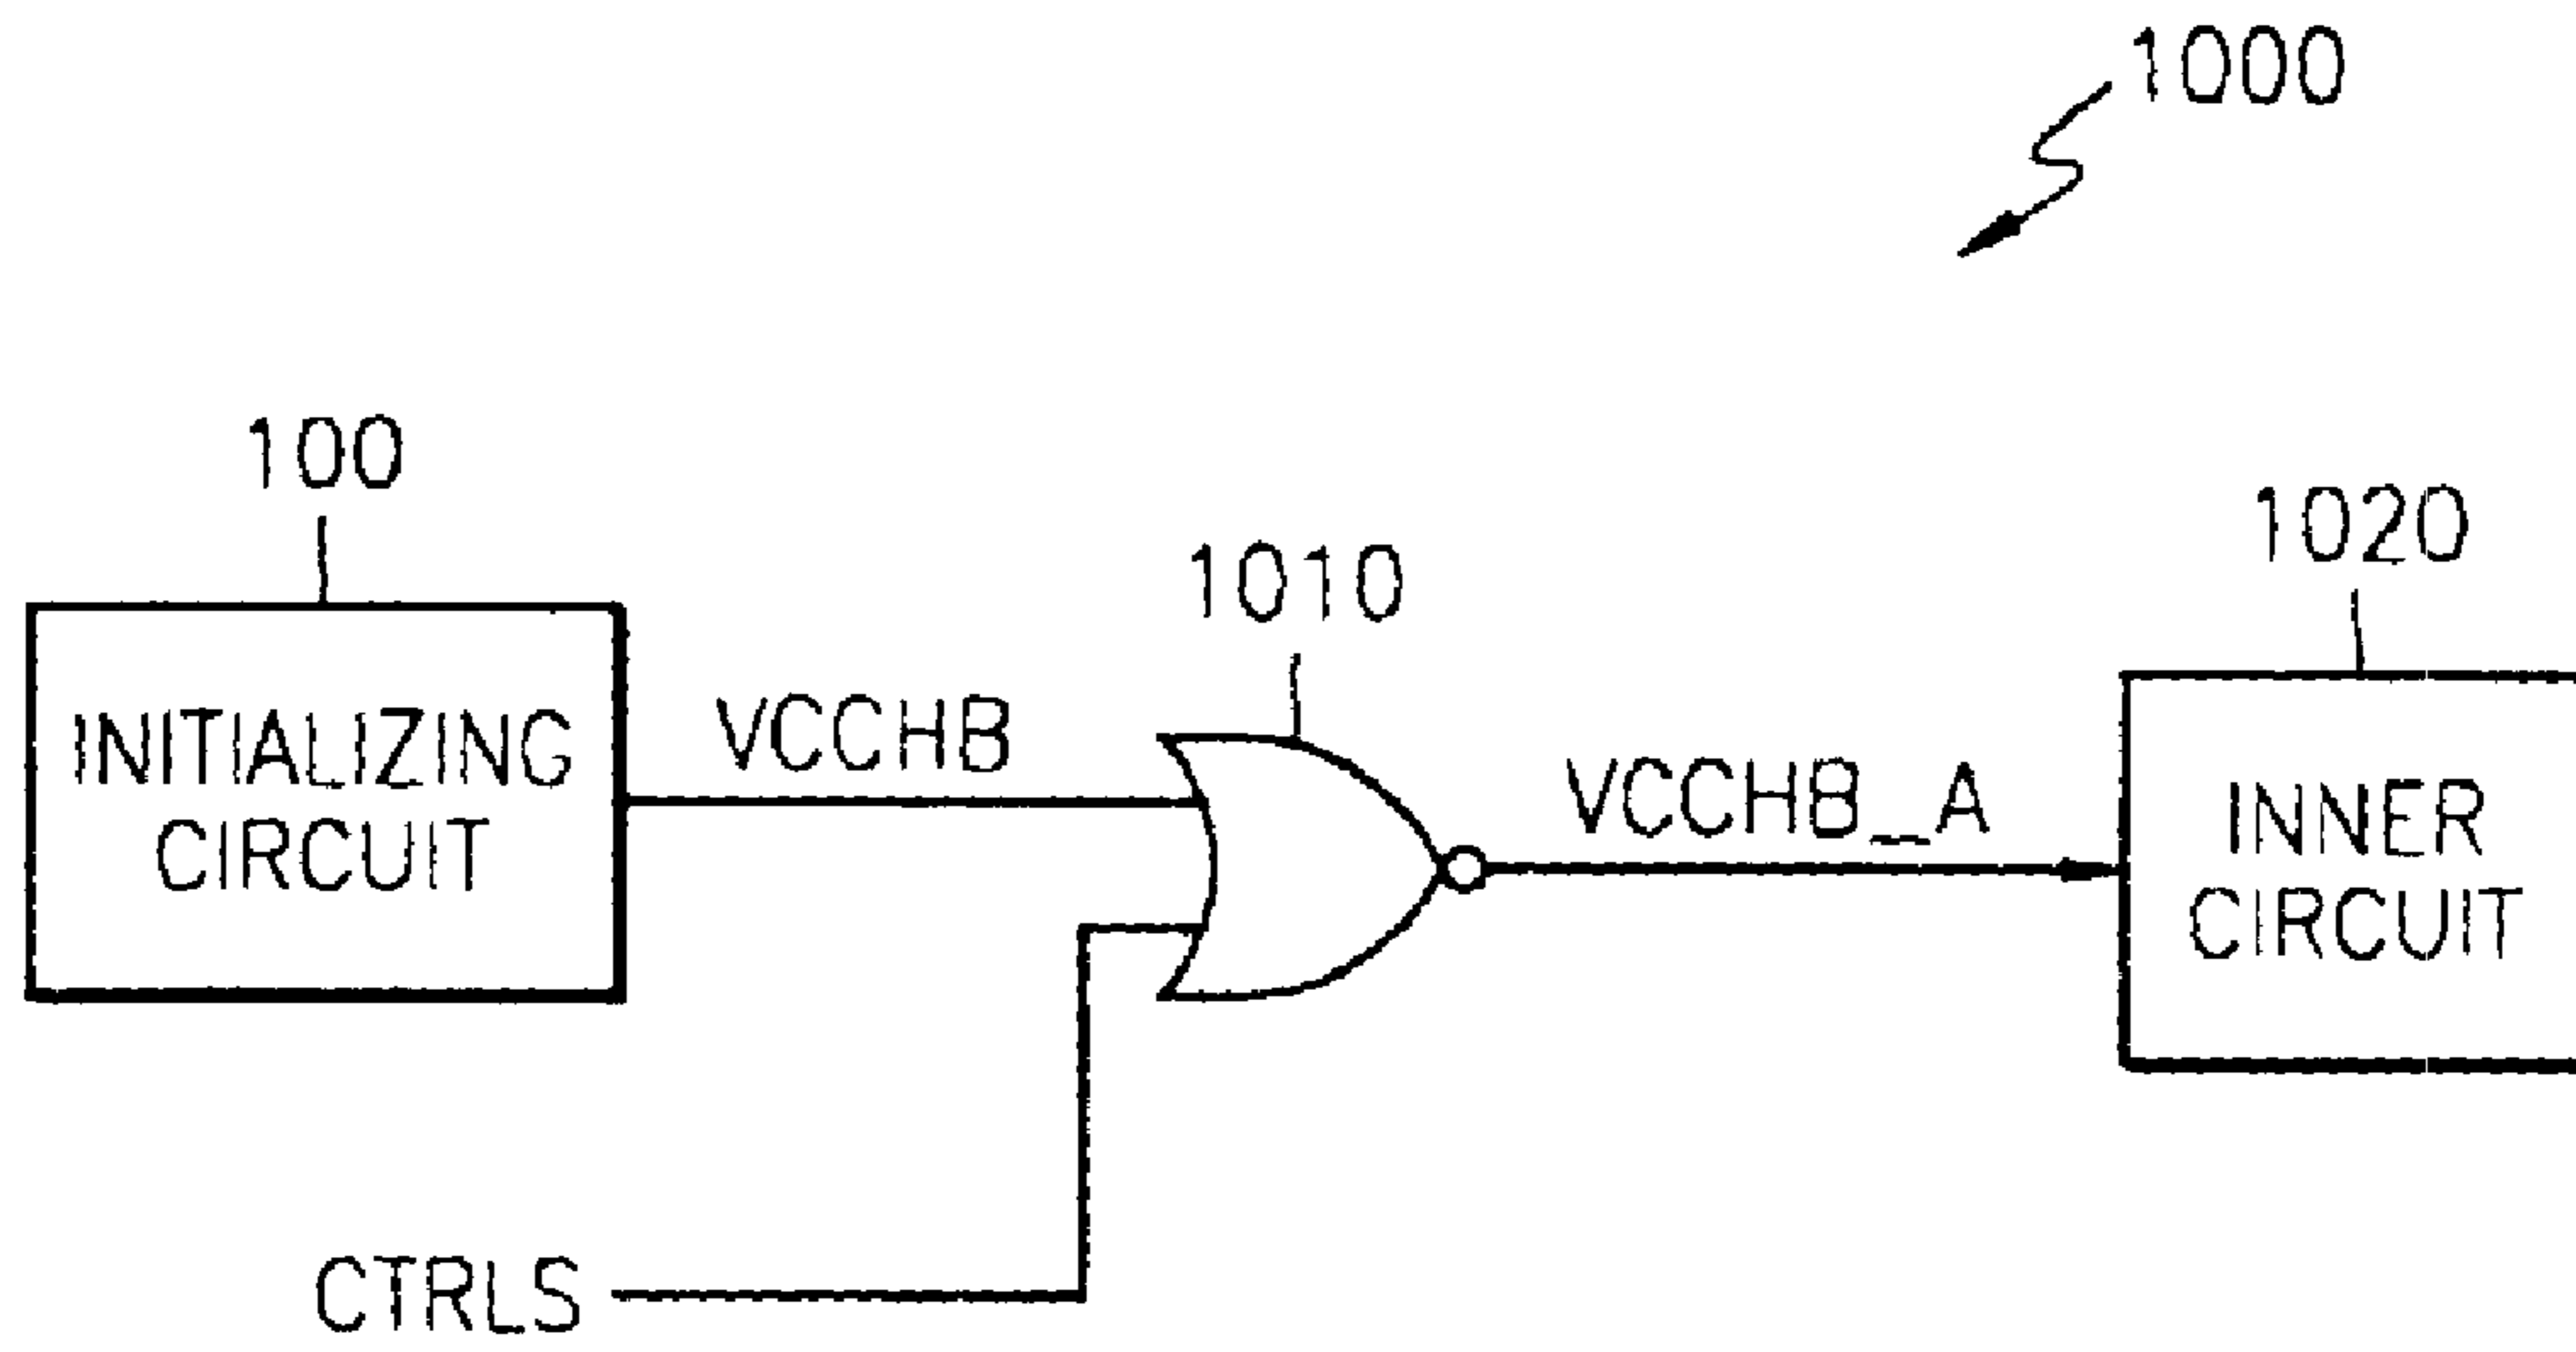 1000
100
1010
1020
INITIALIZING
CIRCUIT
VCCHB
VCCHB_A
INNER
CIRCUIT
CTRLS